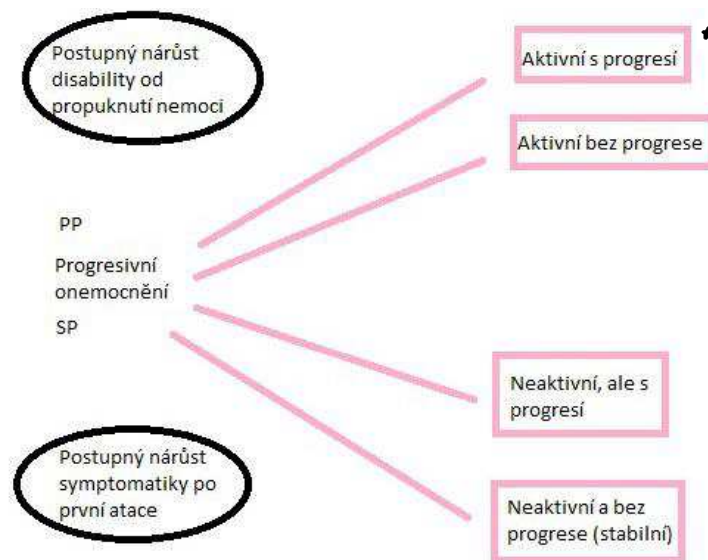 Postupný nárůst
disability od
propuknutí nemoci
Aktivní s progresí
Aktivní bez progrese
PP
Progresivní
onemocnění
SP
Neaktivní, ale s
progresí
Postupný nárůst
symptomatiky po
první atace
Neaktivní a bez
progrese (stabilní)